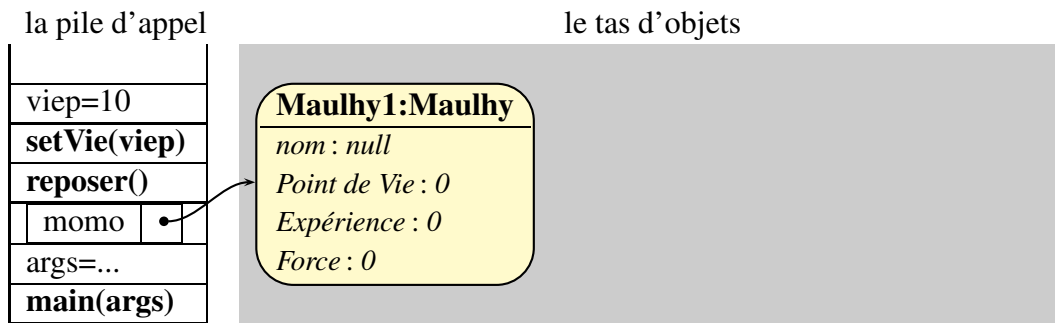 la pile d’appel
le tas d’objets
viep=10
setVie(viep)
reposer()
momo
args=...
main(args)
Maulhy1:Maulhy
nom : null
Point de Vie : 0
Expérience : 0
Force : 0